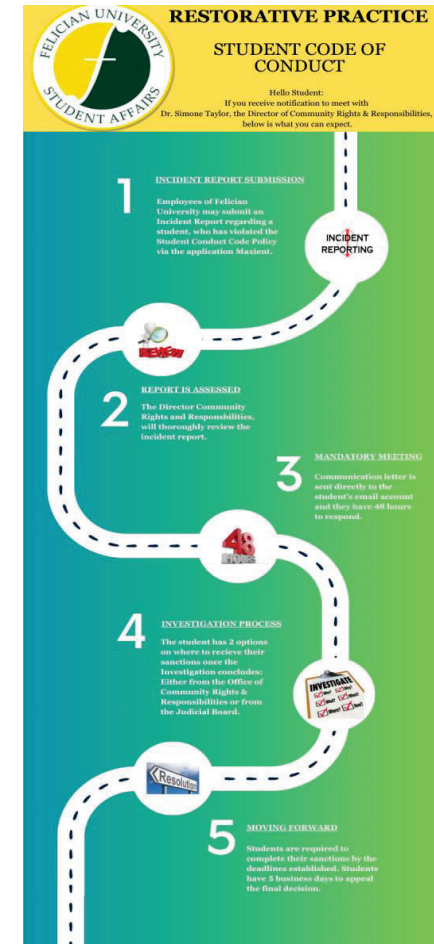 FELICIAN UNIVERSITY
STUDENT AFFAIRS
RESTORATIVE PRACTICE
STUDENT CODE OF
CONDUCT
Hello Student:
If you receive notification to meet with
Dr. Simone Taylor, the Director of Community Rights & Responsibilities,
below is what you can expect.
1
INCIDENT REPORT SUBMISSION
Employees of Felician
University may submit an
Incident Report regarding a
student, who has violated the
Student Conduct Code Policy
via the application Maxient.
INCIDENT
REPORTING
REVIEW
2
REPORT IS ASSESSED
The Director Community
Rights and Responsbilities,
will thoroughly review the
incident report.
3
MANDATORY MEETING
Communication letter is
sent directly to the
student's email account
and they have 48 hours
to respond.
48
HOURS
4
INVESTIGATION PROCESS
The student has 2 options
on where to recieve their
sanctions once the
Investigation concludes:
Either from the Office of
Community Rights &
Responsibilities or from
the Judicial Board.
INVESTIGATE
Resolution
5
MOVING FORWARD
Students are required to
complete their sanctions by the
deadlines established. Students
have 5 business days to appeal
the final decision.